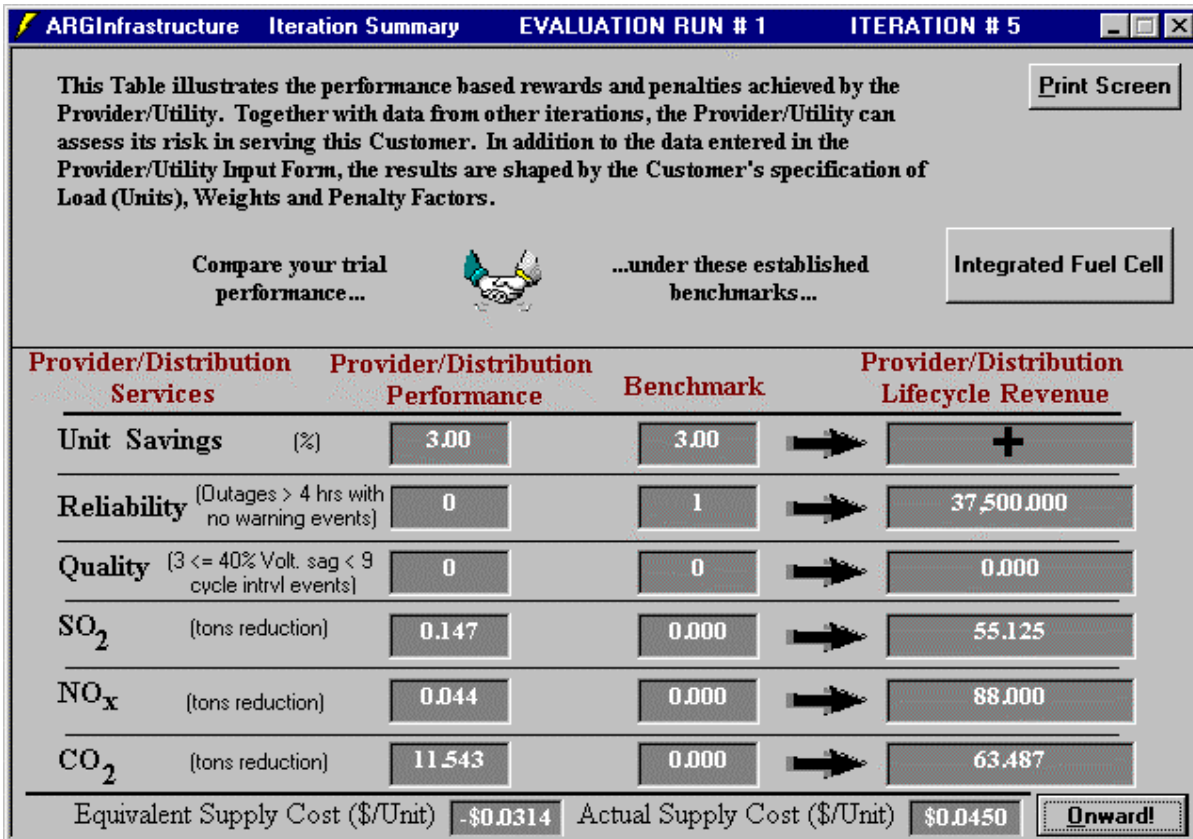 ARGInfrastructure Iteration Summary EVALUATION RUN # 1 ITERATION # 5
This Table illustrates the performance based rewards and penalties achieved by the
Provider/Utility. Together with data from other iterations, the Provider/Utility can
assess its risk in serving this Customer. In addition to the data entered in the
Provider/Utility Input Form, the results are shaped by the Customer's specification of
Load (Units), Weights and Penalty Factors.
Print Screen
Compare your trial
performance...
...under these established
benchmarks...
Integrated Fuel Cell
Provider/Distribution
Services
Provider/Distribution
Performance
Benchmark
Provider/Distribution
Lifecycle Revenue
Unit Savings (%) 3.00 3.00 +
Reliability (Outages > 4 hrs with
no warning events) 0 1 37,500.000
Quality (3 <= 40% Volt. sag < 9
cycle intrvl events) 0 0 0.000
SO2 (tons reduction) 0.147 0.000 55.125
NOx (tons reduction) 0.044 0.000 88.000
CO2 (tons reduction) 11.543 0.000 63.487
Equivalent Supply Cost ($/Unit) -$0.0314 Actual Supply Cost ($/Unit) $0.0450 Onward!